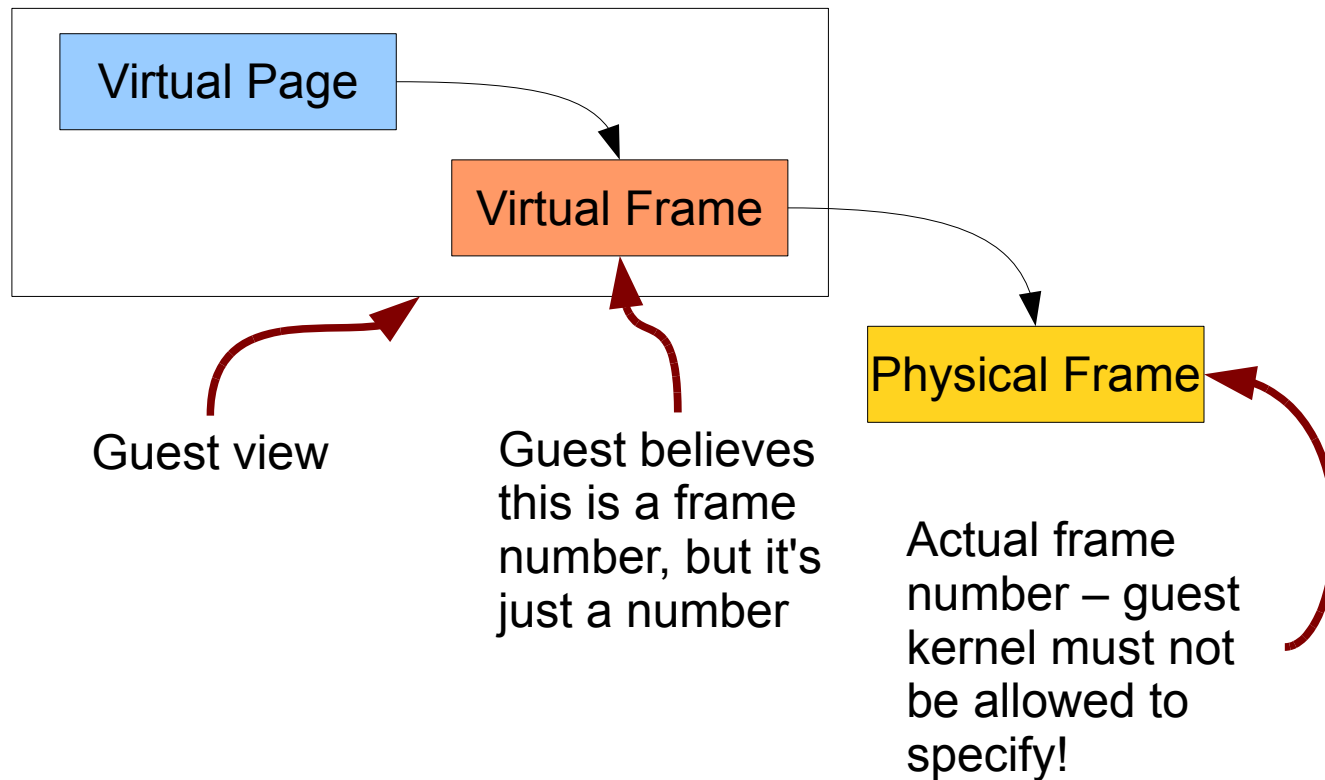 Virtual Page
Virtual Frame
Physical Frame
Guest view
Guest believes
this is a frame
number, but it's
just a number
Actual frame
number – guest
kernel must not
be allowed to
specify!